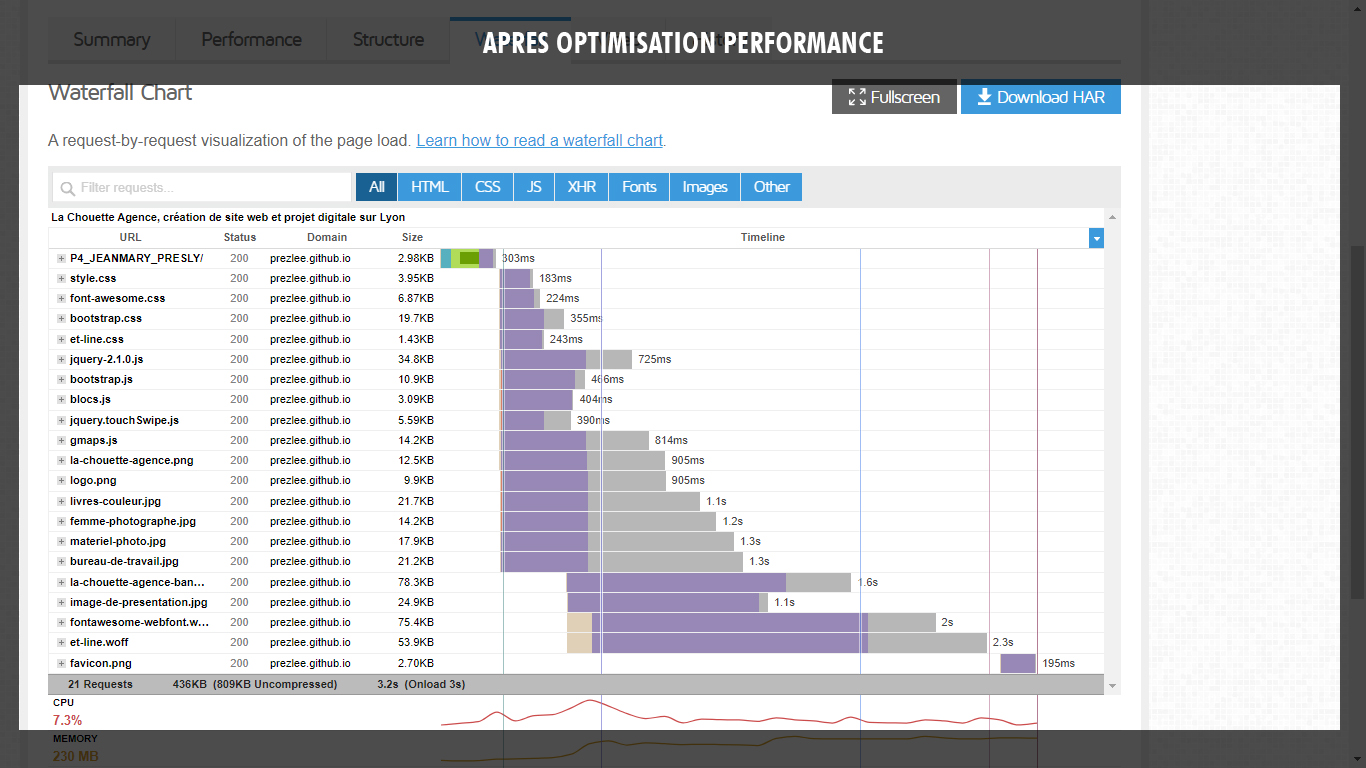 Summary Performance Structure
APRES OPTIMISATION PERFORMANCE
Waterfall Chart
Fullscreen Download HAR
A request-by-request visualization of the page load. Learn how to read a waterfall chart.
Filter requests... All HTML CSS JS XHR Fonts Images Other
La Chouette Agence, création de site web et projet digitale sur Lyon
URL Status Domain Size Timeline
P4_JEANMARY_PRESLY/ 200 prezlee.github.io 2.98KB 303ms
style.css 200 prezlee.github.io 3.95KB 183ms
font-awesome.css 200 prezlee.github.io 6.87KB 224ms
bootstrap.css 200 prezlee.github.io 19.7KB 355ms
et-line.css 200 prezlee.github.io 1.43KB 243ms
jquery-2.1.0.js 200 prezlee.github.io 34.8KB 725ms
bootstrap.js 200 prezlee.github.io 10.9KB 466ms
blocs.js 200 prezlee.github.io 3.09KB 404ms
jquery.touchSwipe.js 200 prezlee.github.io 5.59KB 390ms
gmaps.js 200 prezlee.github.io 14.2KB 814ms
la-chouette-agence.png 200 prezlee.github.io 12.5KB 905ms
logo.png 200 prezlee.github.io 9.9KB 905ms
livres-couleur.jpg 200 prezlee.github.io 21.7KB 1.1s
femme-photographe.jpg 200 prezlee.github.io 14.2KB 1.2s
materiel-photo.jpg 200 prezlee.github.io 17.9KB 1.3s
bureau-de-travail.jpg 200 prezlee.github.io 21.2KB 1.3s
la-chouette-agence-ban... 200 prezlee.github.io 78.3KB 1.6s
image-de-presentation.jpg 200 prezlee.github.io 24.9KB 1.1s
fontawesome-webfont.w... 200 prezlee.github.io 75.4KB 2s
et-line.woff 200 prezlee.github.io 53.9KB 2.3s
favicon.png 200 prezlee.github.io 2.70KB 195ms
21 Requests 436KB (809KB Uncompressed) 3.2s (Onload 3s)
CPU
7.3%
MEMORY
230 MB